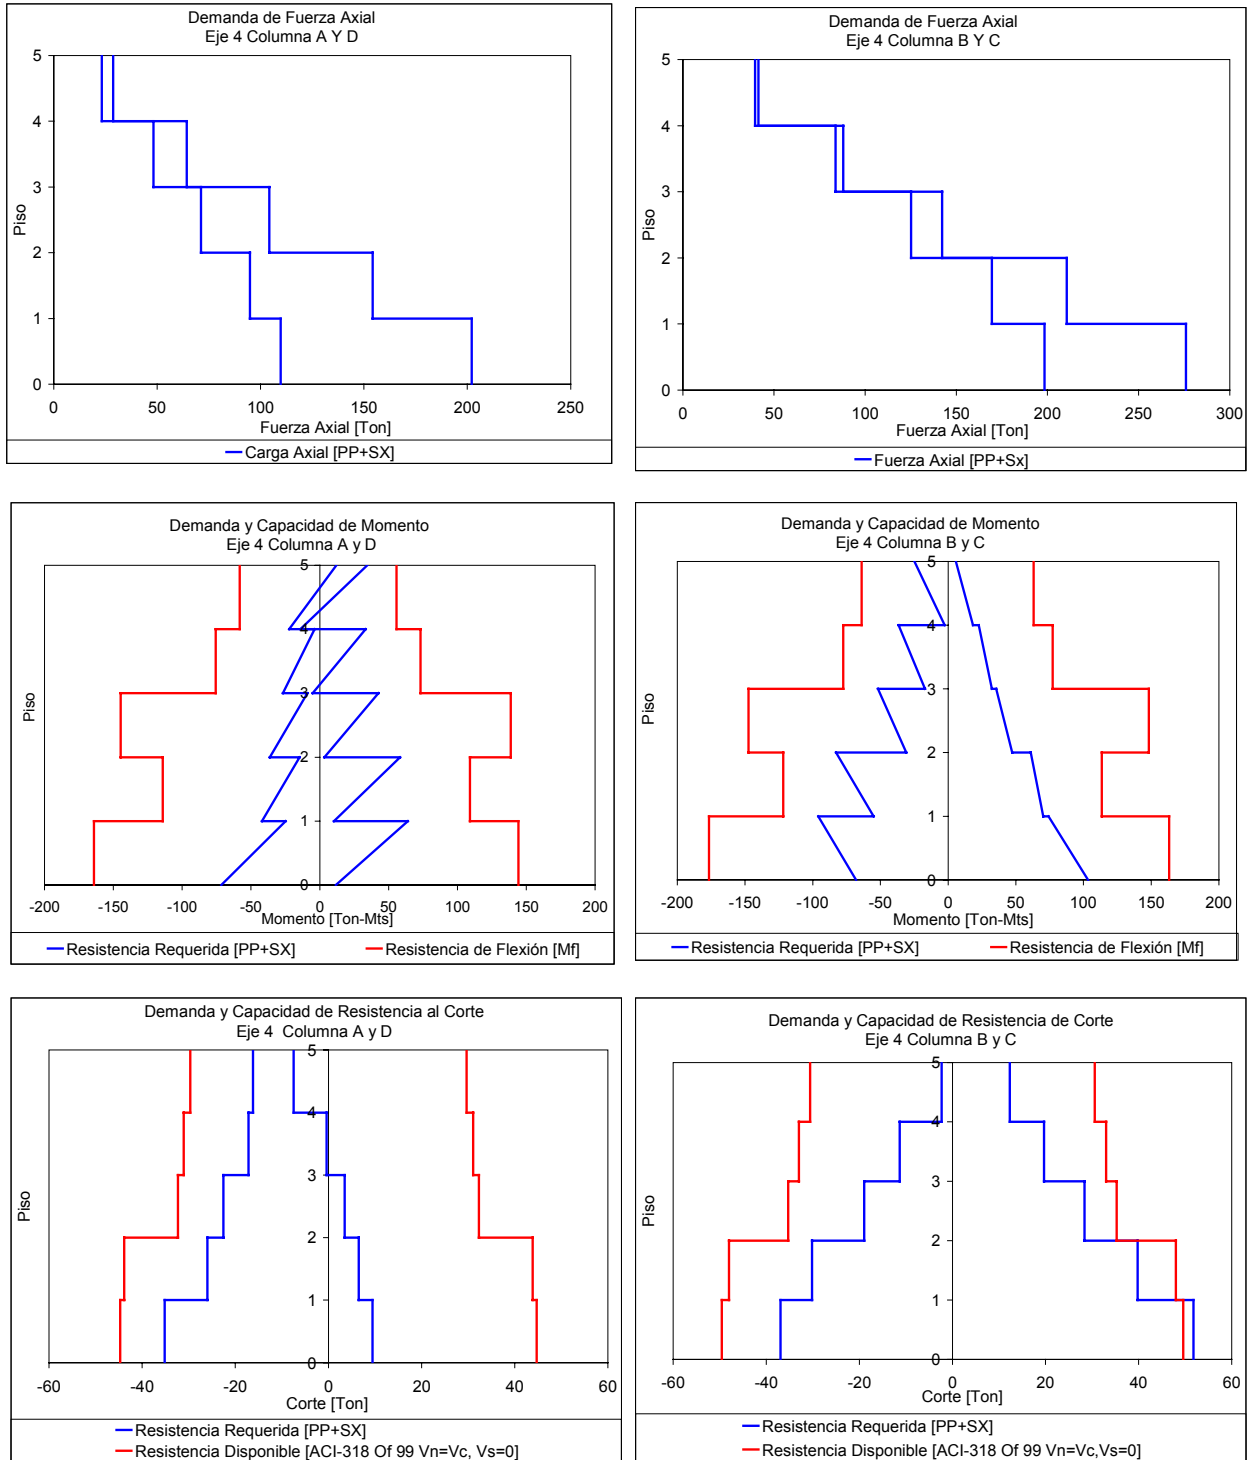 Demanda de Fuerza Axial
Eje 4 Columna A Y D
Piso
5
4
3
2
1
0
0 50 100 150 200 250
Fuerza Axial [Ton]
Carga Axial [PP+SX]
Demanda de Fuerza Axial
Eje 4 Columna B Y C
Piso
5
4
3
2
1
0
0 50 100 150 200 250 300
Fuerza Axial [Ton]
Fuerza Axial [PP+Sx]
Demanda y Capacidad de Momento
Eje 4 Columna A y D
Piso
5
4
3
2
1
0
-200 -150 -100 -50 0 50 100 150 200
Momento [Ton-Mts]
Resistencia Requerida [PP+SX] Resistencia de Flexión [Mf]
Demanda y Capacidad de Momento
Eje 4 Columna B y C
Piso
5
4
3
2
1
0
-200 -150 -100 -50 0 50 100 150 200
Momento [Ton-Mts]
Resistencia Requerida [PP+SX] Resistencia de Flexión [Mf]
Demanda y Capacidad de Resistencia al Corte
Eje 4 Columna A y D
Piso
5
4
3
2
1
0
-60 -40 -20 0 20 40 60
Corte [Ton]
Resistencia Requerida [PP+SX]
Resistencia Disponible [ACI-318 Of 99 Vn=Vc, Vs=0]
Demanda y Capacidad de Resistencia de Corte
Eje 4 Columna B y C
Piso
5
4
3
2
1
0
-60 -40 -20 0 20 40 60
Corte [Ton]
Resistencia Requerida [PP+SX]
Resistencia Disponible [ACI-318 Of 99 Vn=Vc,Vs=0]